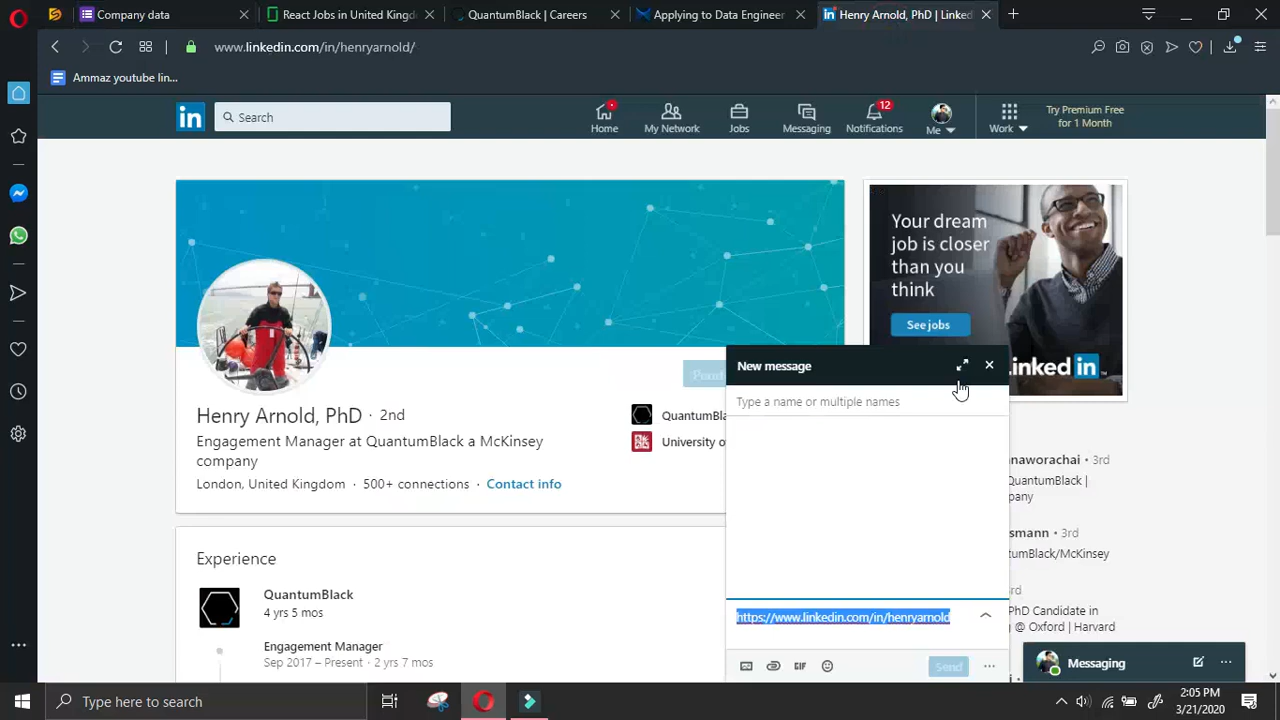 Company data
React Jobs in United Kingd
QuantumBlack | Careers
Applying to Data Engineer
Henry Arnold, PhD | Linked
www.linkedin.com/in/henryarnold/
Ammaz youtube lin...
in
Search
Home
My Network
Jobs
Messaging
12
Notifications
Me
Work
Try Premium Free
for 1 Month
Your dream
job is closer
than you
think
See jobs
Linked in
New message
Type a name or multiple names
https://www.linkedin.com/in/henryarnold
Send
GIF
Henry Arnold, PhD · 2nd
Engagement Manager at QuantumBlack a McKinsey
company
London, United Kingdom · 500+ connections · Contact info
QuantumBla
University o
Experience
QuantumBlack
4 yrs 5 mos
Engagement Manager
Sep 2017 – Present · 2 yrs 7 mos
naworachai • 3rd
QuantumBlack |
pany
smann • 3rd
tumBlack/McKinsey
rd
PhD Candidate in
g @ Oxford | Harvard
Messaging
Type here to search
2:05 PM
3/21/2020